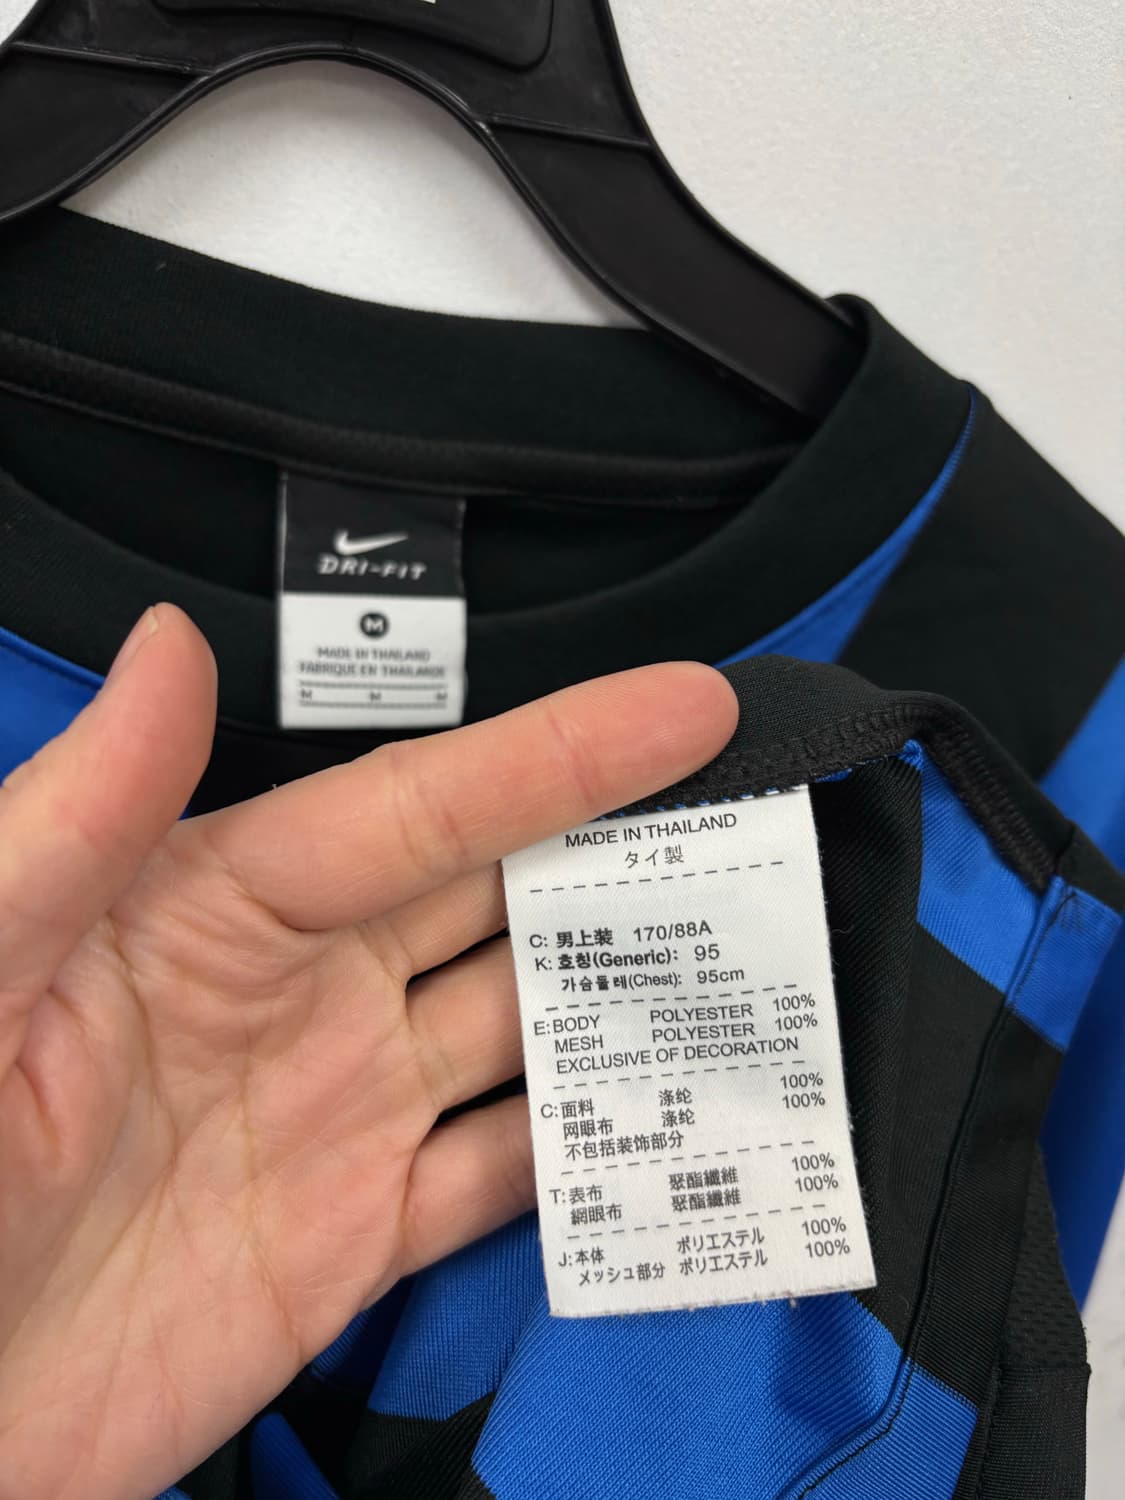 DRI-FIT
M
MADE IN THAILAND
FABRIQUE EN THAILANDE
M M M
MADE IN THAILAND
タイ製
C: 男上装 170/88A
K: 호칭(Generic): 95
가슴둘레(Chest): 95cm
E: BODY POLYESTER 100%
MESH POLYESTER 100%
EXCLUSIVE OF DECORATION
C: 面料 涤纶 100%
网眼布 涤纶 100%
不包括装饰部分
T: 表布 聚酯纖維 100%
網眼布 聚酯纖維 100%
J: 本体 ポリエステル 100%
メッシュ部分 ポリエステル 100%